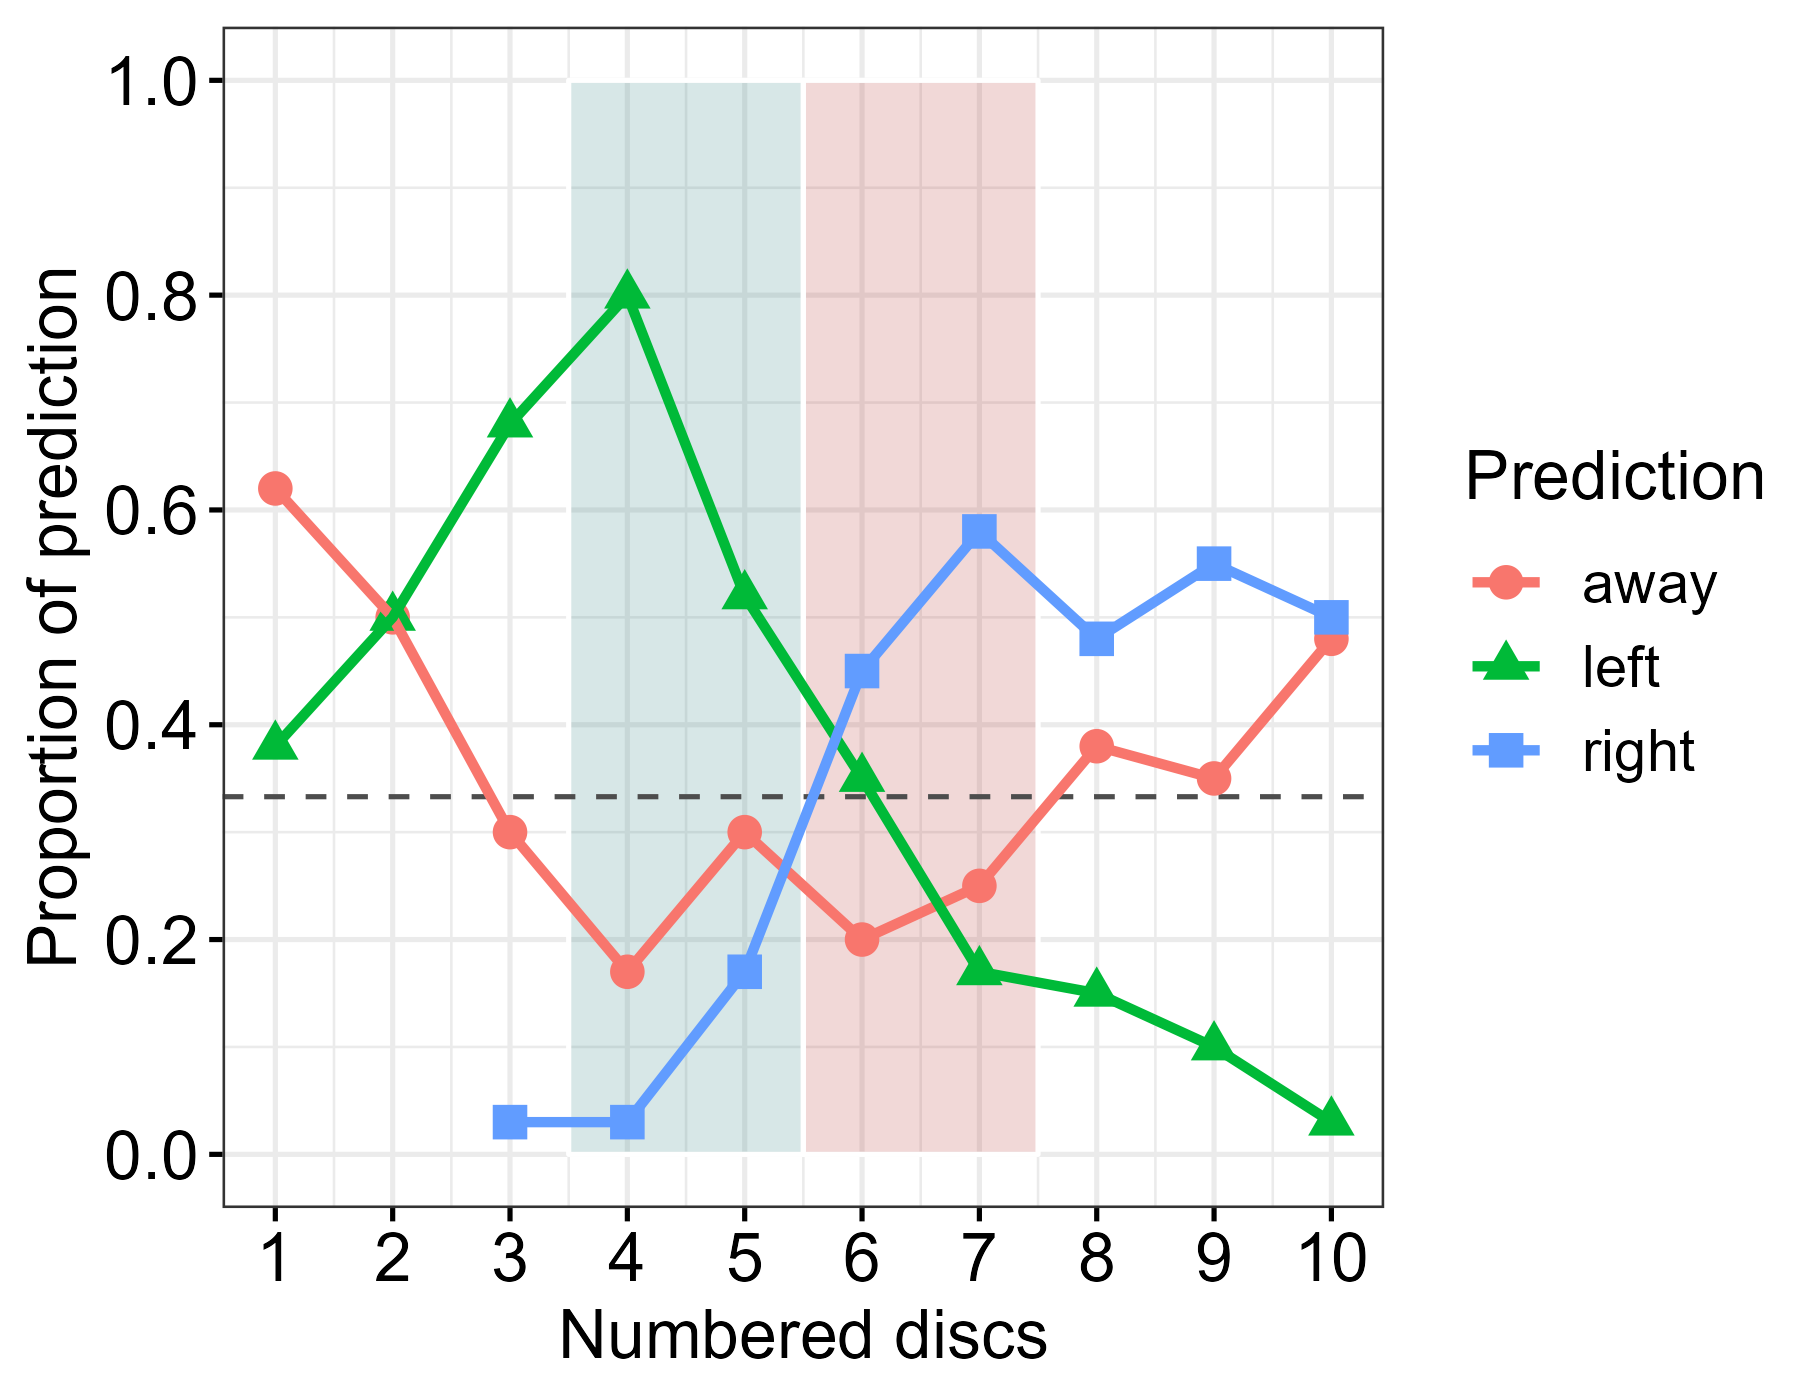 1.0
0.8
0.6
0.4
0.2
0.0
Proportion of prediction
1 2 3 4 5 6 7 8 9 10
Numbered discs
Prediction
away
left
right